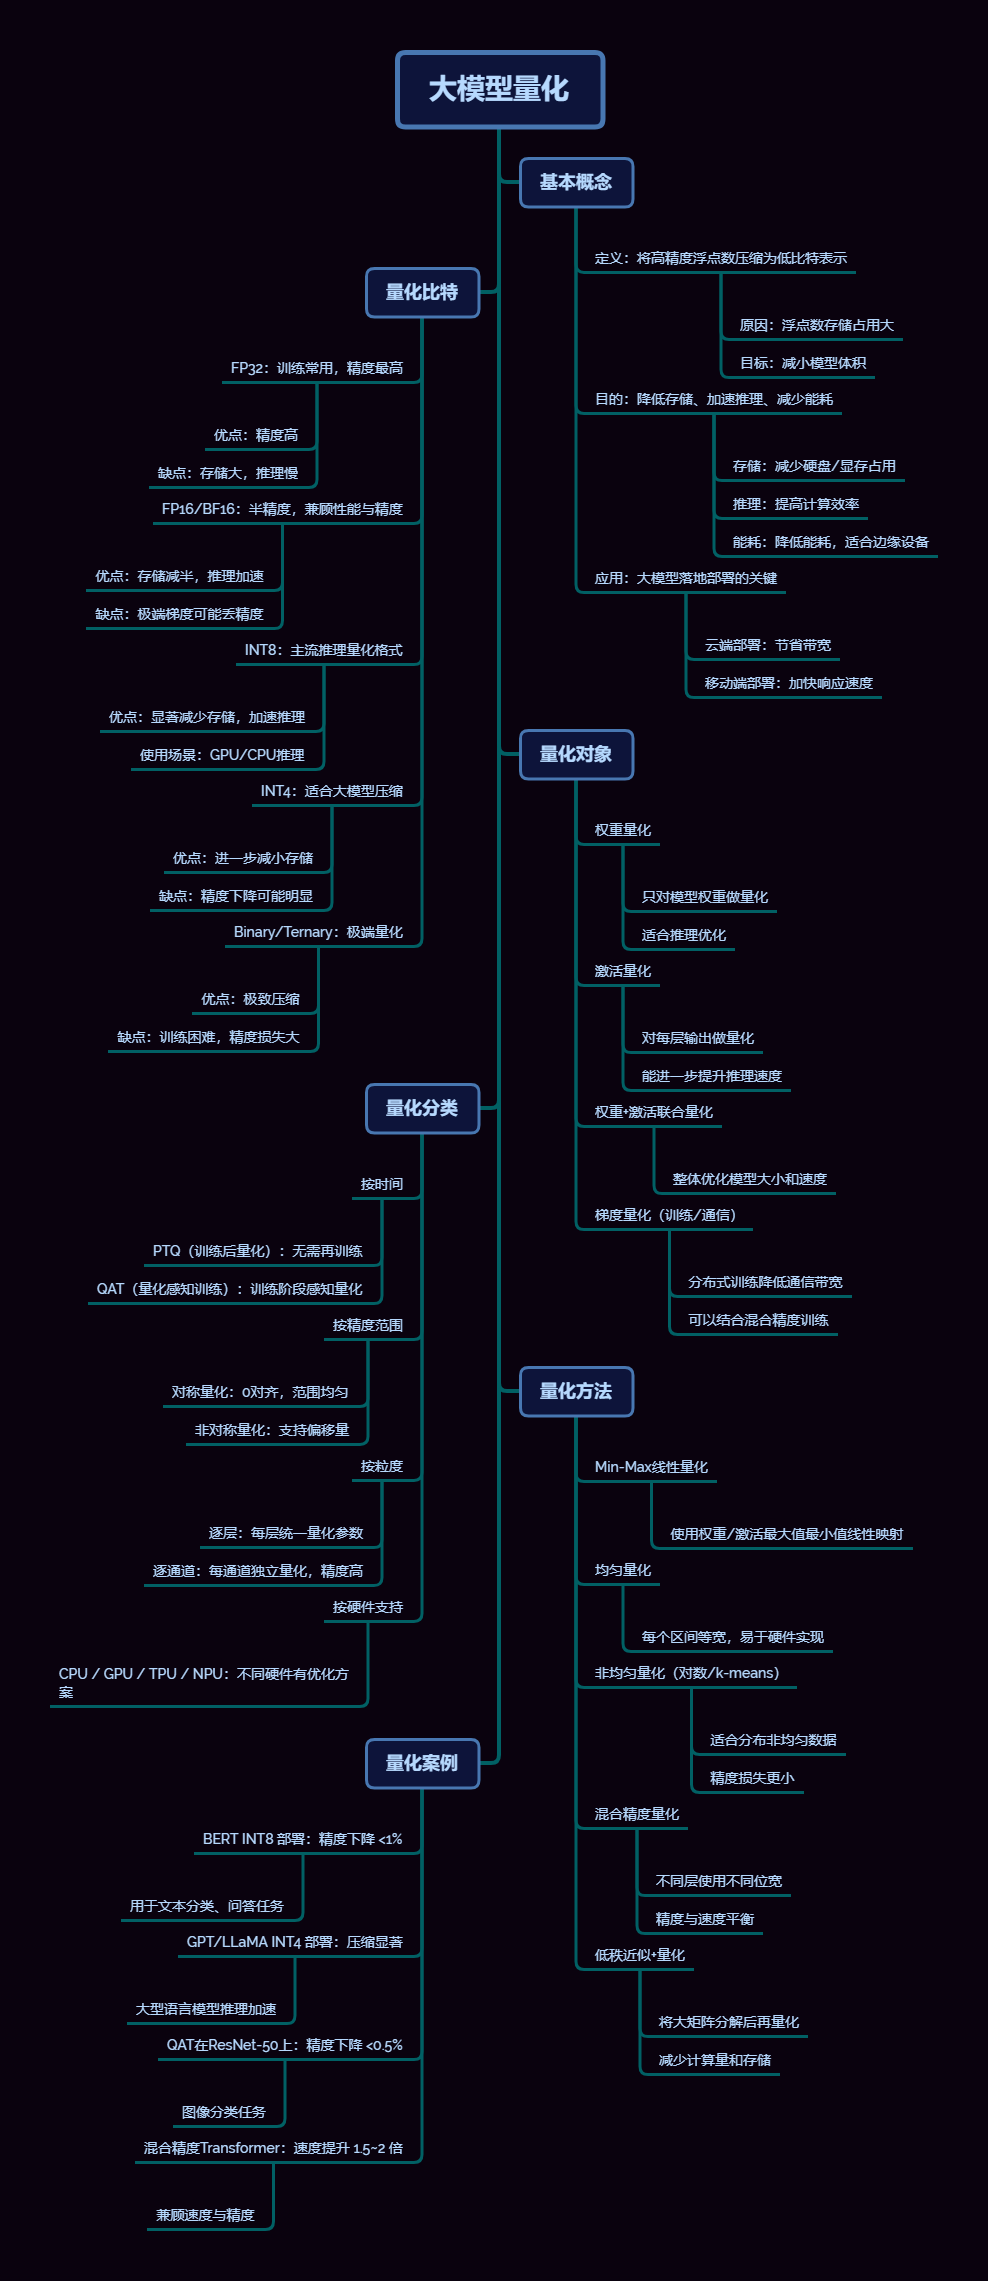 大模型量化
基本概念
定义：将高精度浮点数压缩为低比特表示
原因：浮点数存储占用大
目标：减小模型体积
目的：降低存储、加速推理、减少能耗
存储：减少硬盘/显存占用
推理：提高计算效率
能耗：降低能耗，适合边缘设备
应用：大模型落地部署的关键
云端部署：节省带宽
移动端部署：加快响应速度
量化比特
FP32：训练常用，精度最高
优点：精度高
缺点：存储大，推理慢
FP16/BF16：半精度，兼顾性能与精度
优点：存储减半，推理加速
缺点：极端梯度可能丢精度
INT8：主流推理量化格式
优点：显著减少存储，加速推理
使用场景：GPU/CPU推理
INT4：适合大模型压缩
优点：进一步减小存储
缺点：精度下降可能明显
Binary/Ternary：极端量化
优点：极致压缩
缺点：训练困难，精度损失大
量化对象
权重量化
只对模型权重做量化
适合推理优化
激活量化
对每层输出做量化
能进一步提升推理速度
权重+激活联合量化
整体优化模型大小和速度
梯度量化（训练/通信）
分布式训练降低通信带宽
可以结合混合精度训练
量化分类
按时间
PTQ（训练后量化）：无需再训练
QAT（量化感知训练）：训练阶段感知量化
按精度范围
对称量化：0对齐，范围均匀
非对称量化：支持偏移量
按粒度
逐层：每层统一量化参数
逐通道：每通道独立量化，精度高
按硬件支持
CPU / GPU / TPU / NPU：不同硬件有优化方
案
量化方法
Min-Max线性量化
使用权重/激活最大值最小值线性映射
均匀量化
每个区间等宽，易于硬件实现
非均匀量化（对数/k-means）
适合分布非均匀数据
精度损失更小
混合精度量化
不同层使用不同位宽
精度与速度平衡
低秩近似+量化
将大矩阵分解后再量化
减少计算量和存储
量化案例
BERT INT8 部署：精度下降 <1%
用于文本分类、问答任务
GPT/LLaMA INT4 部署：压缩显著
大型语言模型推理加速
QAT在ResNet-50上：精度下降 <0.5%
图像分类任务
混合精度Transformer：速度提升 1.5~2 倍
兼顾速度与精度